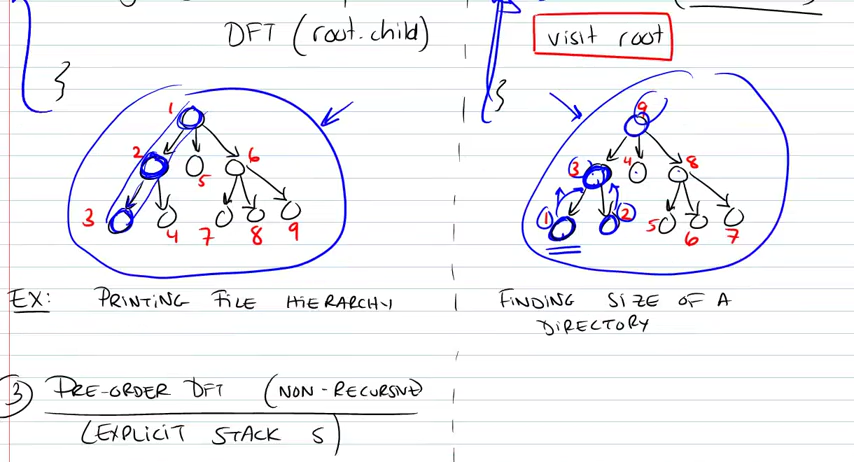 DFT (root.child)
}
1
2
5
6
3
4
7
8
9
EX: PRINTING FILE HIERARCHY
visit root
}
9
3
4
8
1
2
5
6
7
FINDING SIZE OF A
DIRECTORY
3 PRE-ORDER DFT (NON-RECURSIVE)
(EXPLICIT STACK S)